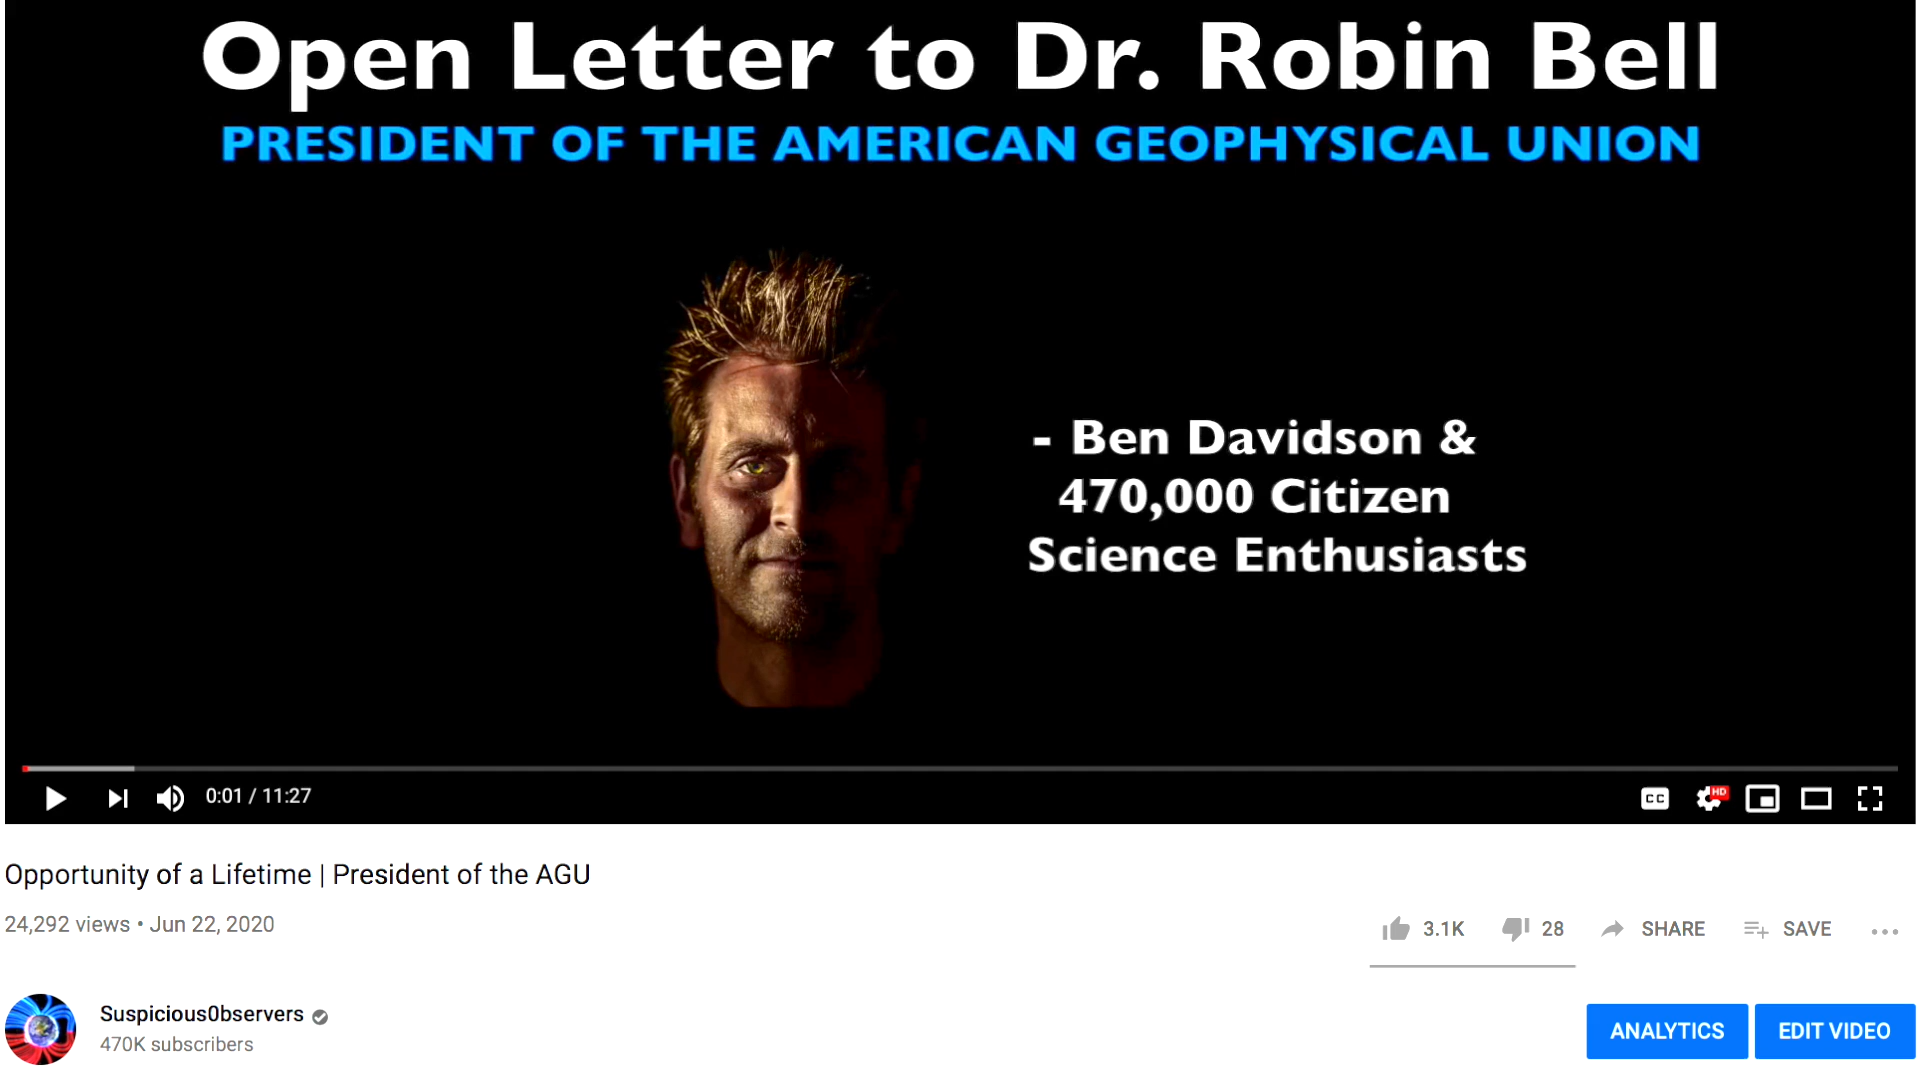 Open Letter to Dr. Robin Bell
PRESIDENT OF THE AMERICAN GEOPHYSICAL UNION
- Ben Davidson &
470,000 Citizen
Science Enthusiasts
0:01 / 11:27
CC
HD
Opportunity of a Lifetime | President of the AGU
24,292 views • Jun 22, 2020
3.1K
28
SHARE
SAVE
Suspicious0bservers
470K subscribers
ANALYTICS
EDIT VIDEO